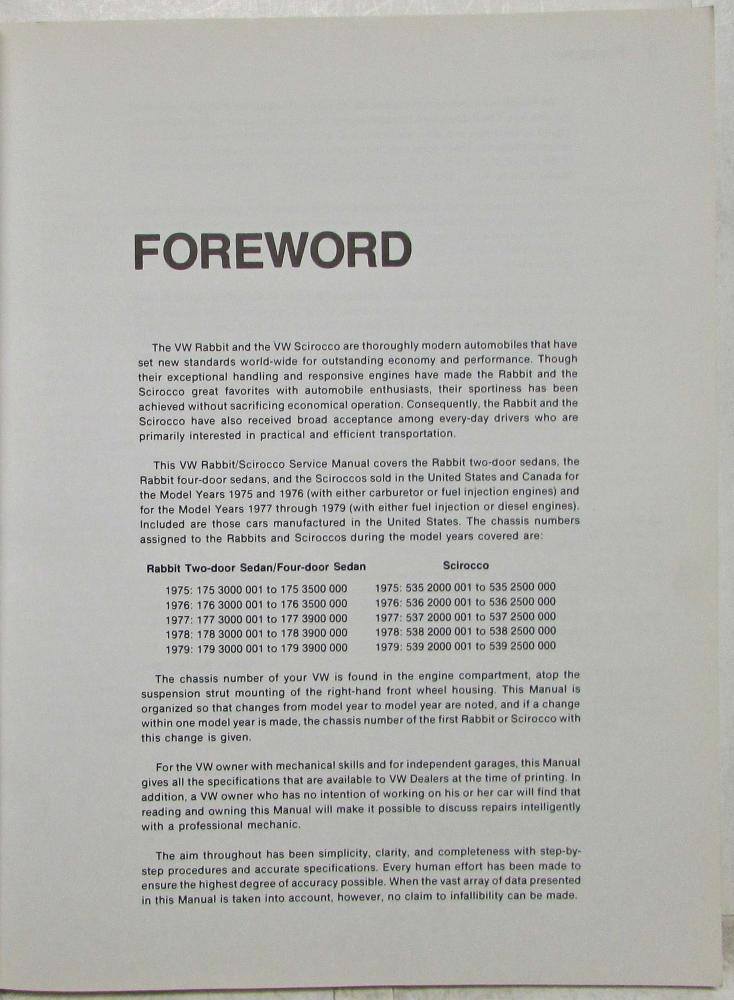 FOREWORD
The VW Rabbit and the VW Scirocco are thoroughly modern automobiles that have
set new standards world-wide for outstanding economy and performance. Though
their exceptional handling and responsive engines have made the Rabbit and the
Scirocco great favorites with automobile enthusiasts, their sportiness has been
achieved without sacrificing economical operation. Consequently, the Rabbit and the
Scirocco have also received broad acceptance among every-day drivers who are
primarily interested in practical and efficient transportation.
This VW Rabbit/Scirocco Service Manual covers the Rabbit two-door sedans, the
Rabbit four-door sedans, and the Sciroccos sold in the United States and Canada for
the Model Years 1975 and 1976 (with either carburetor or fuel injection engines) and
for the Model Years 1977 through 1979 (with either fuel injection or diesel engines).
Included are those cars manufactured in the United States. The chassis numbers
assigned to the Rabbits and Sciroccos during the model years covered are:
Rabbit Two-door Sedan/Four-door Sedan Scirocco
1975: 175 3000 001 to 175 3500 000 1975: 535 2000 001 to 535 2500 000
1976: 176 3000 001 to 176 3500 000 1976: 536 2000 001 to 536 2500 000
1977: 177 3000 001 to 177 3900 000 1977: 537 2000 001 to 537 2500 000
1978: 178 3000 001 to 178 3900 000 1978: 538 2000 001 to 538 2500 000
1979: 179 3000 001 to 179 3900 000 1979: 539 2000 001 to 539 2500 000
The chassis number of your VW is found in the engine compartment, atop the
suspension strut mounting of the right-hand front wheel housing. This Manual is
organized so that changes from model year to model year are noted, and if a change
within one model year is made, the chassis number of the first Rabbit or Scirocco with
this change is given.
For the VW owner with mechanical skills and for independent garages, this Manual
gives all the specifications that are available to VW Dealers at the time of printing. In
addition, a VW owner who has no intention of working on his or her car will find that
reading and owning this Manual will make it possible to discuss repairs intelligently
with a professional mechanic.
The aim throughout has been simplicity, clarity, and completeness with step-by-
step procedures and accurate specifications. Every human effort has been made to
ensure the highest degree of accuracy possible. When the vast array of data presented
in this Manual is taken into account, however, no claim to infallibility can be made.